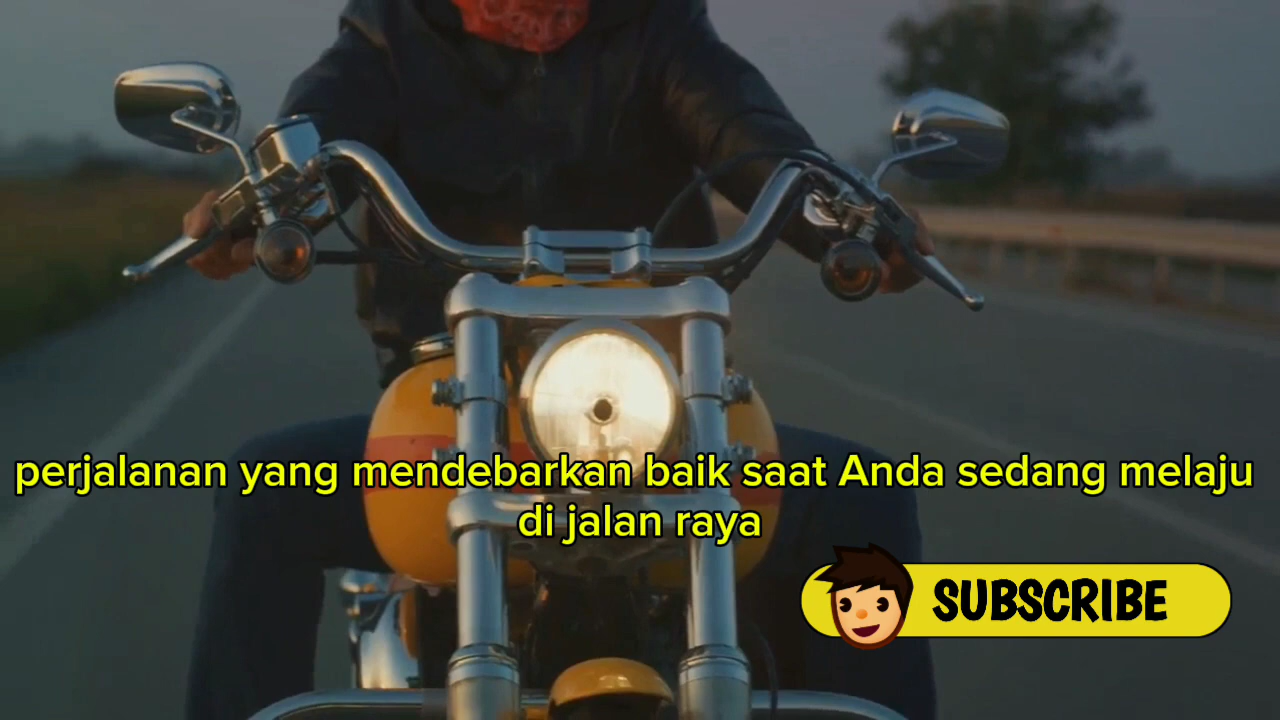 perjalanan yang mendebarkan baik saat Anda sedang melaju
di jalan raya
SUBSCRIBE